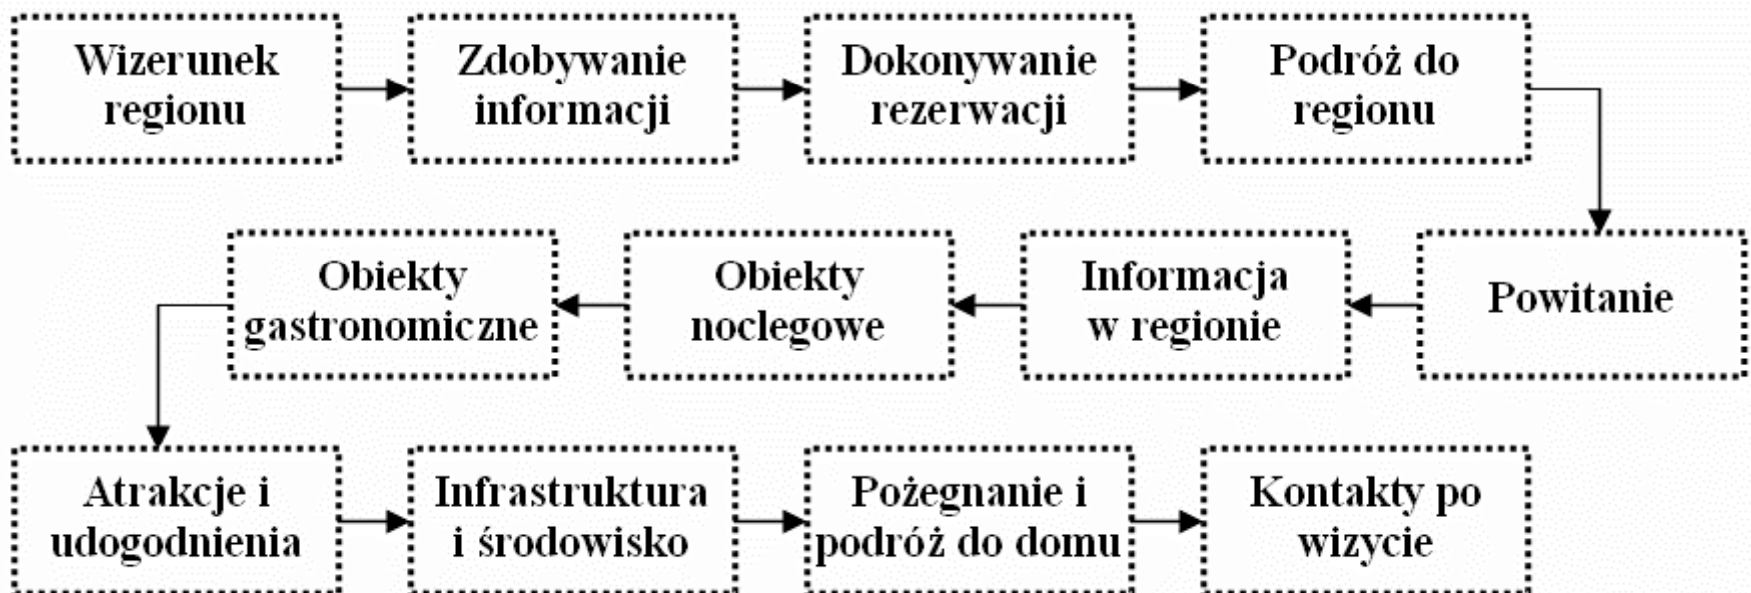 Wizerunek
regionu
Zdobywanie
informacji
Dokonywanie
rezerwacji
Podróż do
regionu
Powitanie
Informacja
w regionie
Obiekty
noclegowe
Obiekty
gastronomiczne
Atrakcje i
udogodnienia
Infrastruktura
i środowisko
Pożegnanie i
podróż do domu
Kontakty po
wizycie